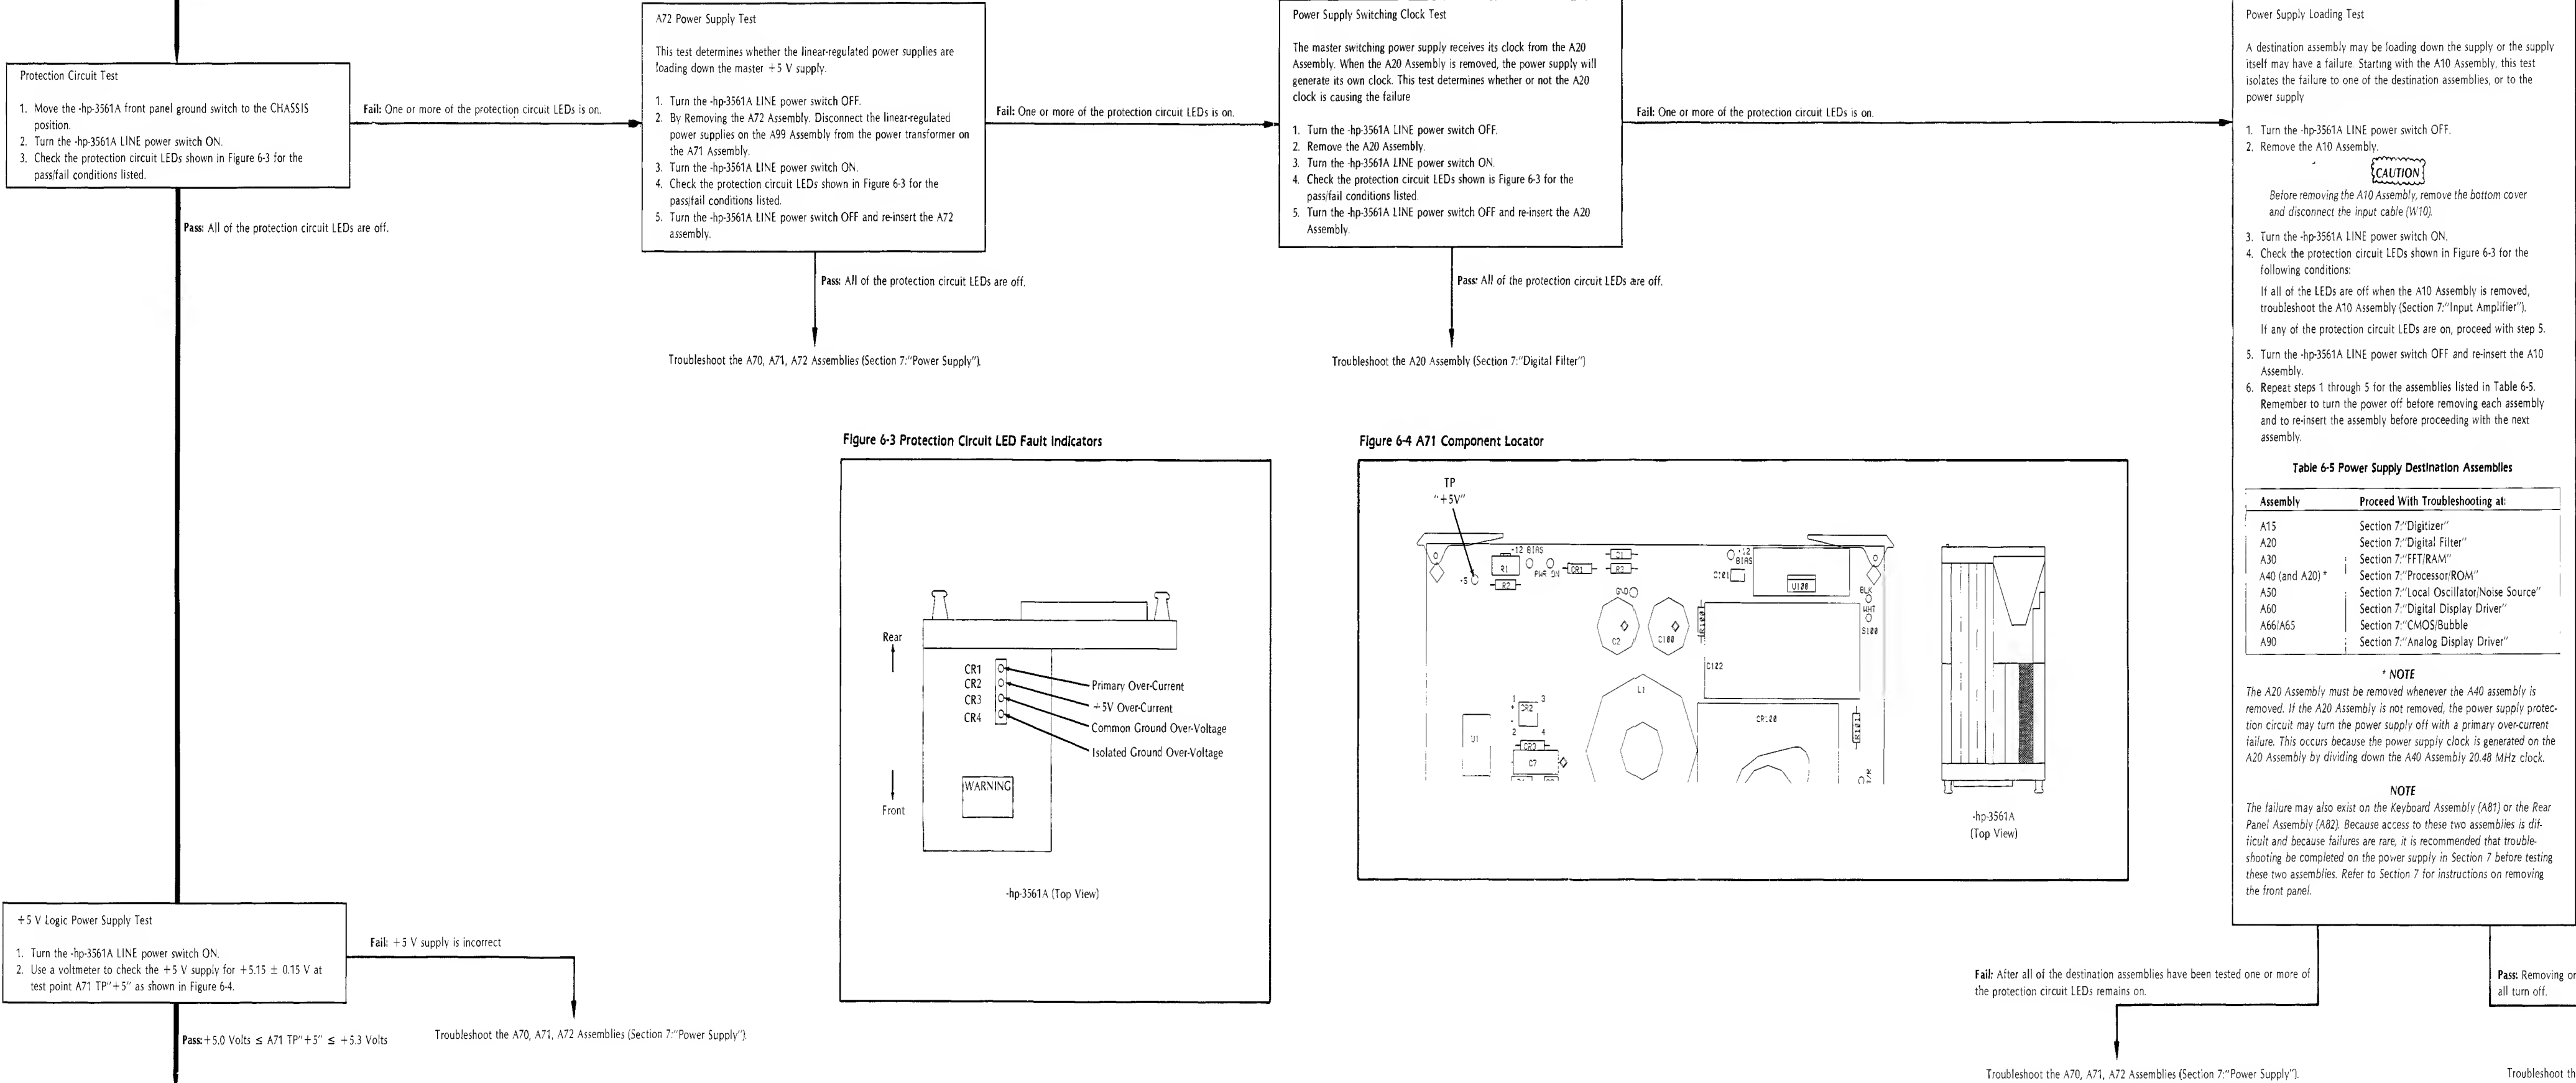 Protection Circuit Test
1. Move the -hp-3561A front panel ground switch to the CHASSIS
position.
2. Turn the -hp-3561A LINE power switch ON.
3. Check the protection circuit LEDs shown in Figure 6-3 for the
pass/fail conditions listed.
Fail: One or more of the protection circuit LEDs is on.
Pass: All of the protection circuit LEDs are off.
A72 Power Supply Test
This test determines whether the linear-regulated power supplies are
loading down the master +5 V supply.
1. Turn the -hp-3561A LINE power switch OFF.
2. By Removing the A72 Assembly. Disconnect the linear-regulated
power supplies on the A99 Assembly from the power transformer on
the A71 Assembly.
3. Turn the -hp-3561A LINE power switch ON.
4. Check the protection circuit LEDs shown in Figure 6-3 for the
pass/fail conditions listed.
5. Turn the -hp-3561A LINE power switch OFF and re-insert the A72
assembly.
Fail: One or more of the protection circuit LEDs is on.
Pass: All of the protection circuit LEDs are off.
Troubleshoot the A70, A71, A72 Assemblies (Section 7:"Power Supply").
Power Supply Switching Clock Test
The master switching power supply receives its clock from the A20
Assembly. When the A20 Assembly is removed, the power supply will
generate its own clock. This test determines whether or not the A20
clock is causing the failure
1. Turn the -hp-3561A LINE power switch OFF.
2. Remove the A20 Assembly.
3. Turn the -hp-3561A LINE power switch ON.
4. Check the protection circuit LEDs shown is Figure 6-3 for the
pass/fail conditions listed.
5. Turn the -hp-3561A LINE power switch OFF and re-insert the A20
Assembly.
Fail: One or more of the protection circuit LEDs is on.
Pass: All of the protection circuit LEDs are off.
Troubleshoot the A20 Assembly (Section 7:"Digital Filter")
Power Supply Loading Test
A destination assembly may be loading down the supply or the supply
itself may have a failure. Starting with the A10 Assembly, this test
isolates the failure to one of the destination assemblies, or to the
power supply
1. Turn the -hp-3561A LINE power switch OFF.
2. Remove the A10 Assembly.
CAUTION
Before removing the A10 Assembly, remove the bottom cover
and disconnect the input cable (W10).
3. Turn the -hp-3561A LINE power switch ON.
4. Check the protection circuit LEDs shown in Figure 6-3 for the
following conditions:
If all of the LEDs are off when the A10 Assembly is removed,
troubleshoot the A10 Assembly (Section 7:"Input Amplifier").
If any of the protection circuit LEDs are on, proceed with step 5.
5. Turn the -hp-3561A LINE power switch OFF and re-insert the A10
Assembly.
6. Repeat steps 1 through 5 for the assemblies listed in Table 6-5.
Remember to turn the power off before removing each assembly
and to re-insert the assembly before proceeding with the next
assembly.
Table 6-5 Power Supply Destination Assemblies
Assembly Proceed With Troubleshooting at:
A15 Section 7:"Digitizer"
A20 Section 7:"Digital Filter"
A30 Section 7:"FFT/RAM"
A40 (and A20) * Section 7:"Processor/ROM"
A50 Section 7:"Local Oscillator/Noise Source"
A60 Section 7:"Digital Display Driver"
A66/A65 Section 7:"CMOS/Bubble
A90 Section 7:"Analog Display Driver"
* NOTE
The A20 Assembly must be removed whenever the A40 assembly is
removed. If the A20 Assembly is not removed, the power supply protec-
tion circuit may turn the power supply off with a primary over-current
failure. This occurs because the power supply clock is generated on the
A20 Assembly by dividing down the A40 Assembly 20.48 MHz clock.
NOTE
The failure may also exist on the Keyboard Assembly (A81) or the Rear
Panel Assembly (A82). Because access to these two assemblies is dif-
ficult and because failures are rare, it is recommended that trouble-
shooting be completed on the power supply in Section 7 before testing
these two assemblies. Refer to Section 7 for instructions on removing
the front panel.
Figure 6-3 Protection Circuit LED Fault Indicators
Rear
CR1
CR2
CR3
CR4
Primary Over-Current
+5V Over-Current
Common Ground Over-Voltage
Isolated Ground Over-Voltage
WARNING
Front
-hp-3561A (Top View)
Figure 6-4 A71 Component Locator
TP
"+5V"
+12 BIAS
PWR ON
+5
R1
R2
CR1
C1
R3
GND
C2
C100
R100
+12
BIAS
C101
U100
BLK
WHT
S100
C122
L1
1
3
+
CR2
-
2
4
CR3
C7
U1
CR100
R101
-hp-3561A
(Top View)
+5 V Logic Power Supply Test
1. Turn the -hp-3561A LINE power switch ON.
2. Use a voltmeter to check the +5 V supply for +5.15 ± 0.15 V at
test point A71 TP"+5" as shown in Figure 6-4.
Fail: +5 V supply is incorrect
Troubleshoot the A70, A71, A72 Assemblies (Section 7:"Power Supply").
Pass: +5.0 Volts ≤ A71 TP"+5" ≤ +5.3 Volts
Fail: After all of the destination assemblies have been tested one or more of
the protection circuit LEDs remains on.
Troubleshoot the A70, A71, A72 Assemblies (Section 7:"Power Supply").
Pass: Removing or
all turn off.
Troubleshoot th